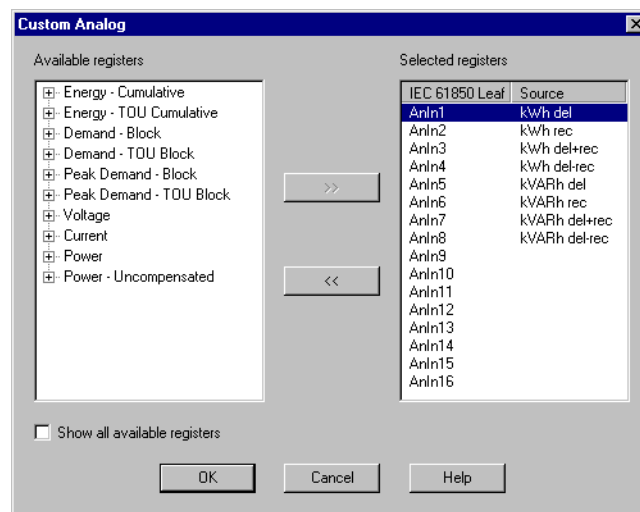 Custom Analog
Available registers
Energy - Cumulative
Energy - TOU Cumulative
Demand - Block
Demand - TOU Block
Peak Demand - Block
Peak Demand - TOU Block
Voltage
Current
Power
Power - Uncompensated
>>
<<
Selected registers
IEC 61850 Leaf Source
AnIn1 kWh del
AnIn2 kWh rec
AnIn3 kWh del+rec
AnIn4 kWh del-rec
AnIn5 kVARh del
AnIn6 kVARh rec
AnIn7 kVARh del+rec
AnIn8 kVARh del-rec
AnIn9
AnIn10
AnIn11
AnIn12
AnIn13
AnIn14
AnIn15
AnIn16
Show all available registers
OK Cancel Help